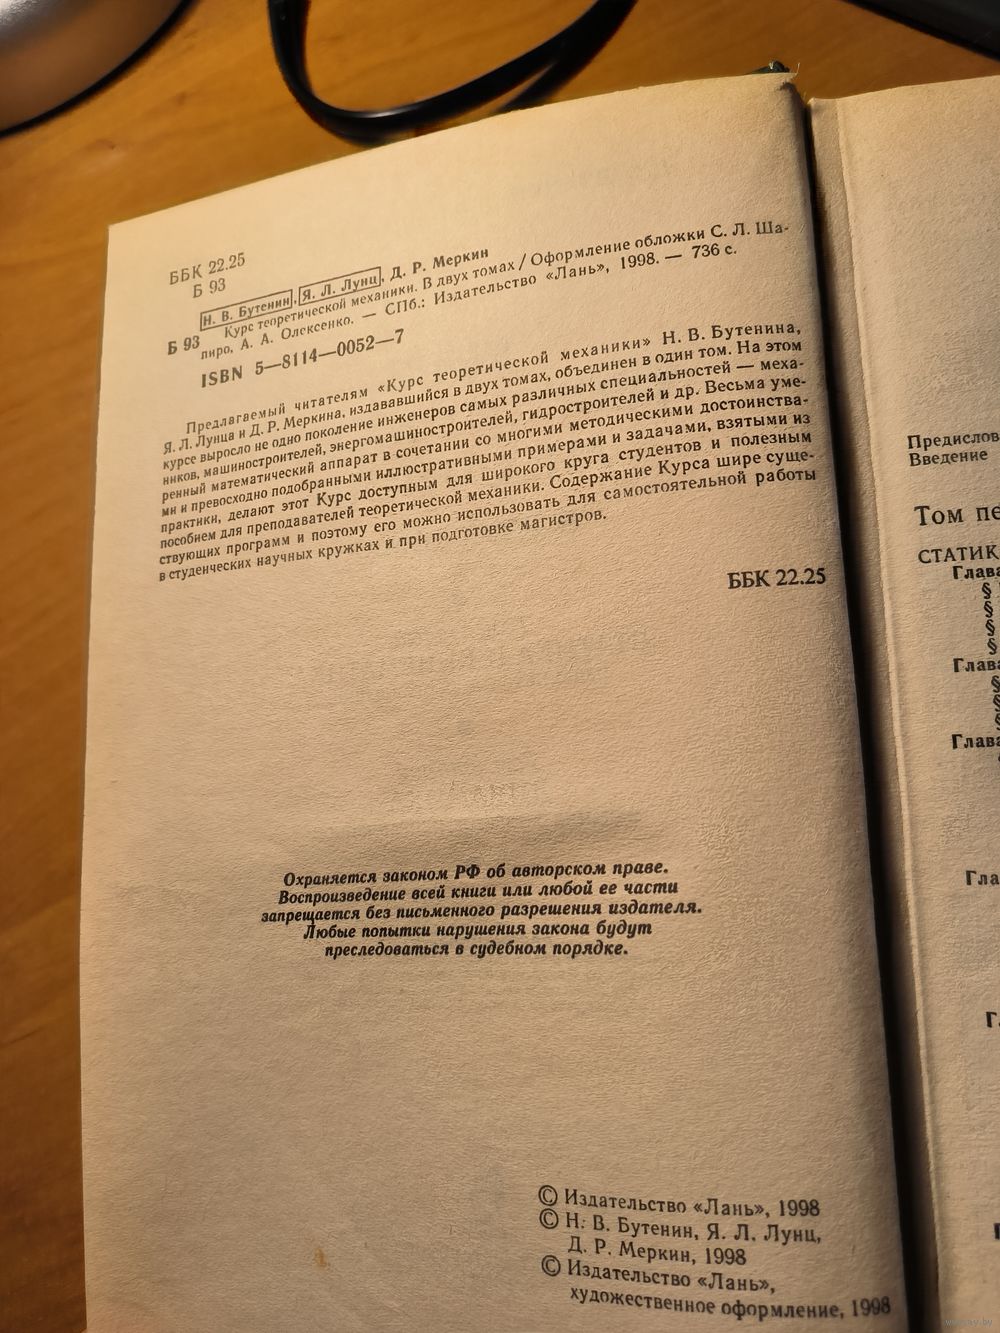 ББК 22.25
Б 93
Н. В. Бутенин, Я. Л. Лунц, Д. Р. Меркин
Б 93 Курс теоретической механики. В двух томах / Оформление обложки С. Л. Ша-
пиро, А. А. Олексенко. — СПб.: Издательство «Лань», 1998. — 736 с.
ISBN 5—8114—0052—7
Предлагаемый читателям «Курс теоретической механики» Н. В. Бутенина,
Я. Л. Лунца и Д. Р. Меркина, издававшийся в двух томах, объединен в один том. На этом
курсе выросло не одно поколение инженеров самых различных специальностей — меха-
ников, машиностроителей, энергомашиностроителей, гидростроителей и др. Весьма уме-
ренный математический аппарат в сочетании со многими методическими достоинства-
ми и превосходно подобранными иллюстративными примерами и задачами, взятыми из
практики, делают этот Курс доступным для широкого круга студентов и полезным
пособием для преподавателей теоретической механики. Содержание Курса шире суще-
ствующих программ и поэтому его можно использовать для самостоятельной работы
в студенческих научных кружках и при подготовке магистров.
ББК 22.25
Охраняется законом РФ об авторском праве.
Воспроизведение всей книги или любой ее части
запрещается без письменного разрешения издателя.
Любые попытки нарушения закона будут
преследоваться в судебном порядке.
© Издательство «Лань», 1998
© Н. В. Бутенин, Я. Л. Лунц,
Д. Р. Меркин, 1998
© Издательство «Лань»,
художественное оформление, 1998
Предислов
Введение
Том пе
СТАТИК
Глава
§
§
§
§
Глава
§
§
§
Глава
Гла
Г